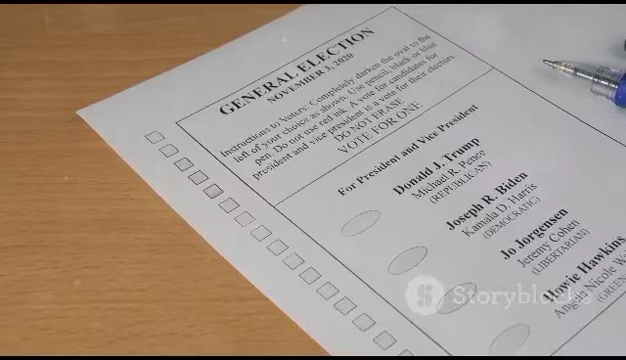 GENERAL ELECTION
NOVEMBER 3, 2020
Instructions to Voters: Completely darken the oval to the
left of your choice as shown. Use pencil, black or blue
pen. Do not use red ink. A vote for candidates for
president and vice president is a vote for their electors.
DO NOT ERASE
VOTE FOR ONE
For President and Vice President
Donald J. Trump
Michael R. Pence
(REPUBLICAN)
Joseph R. Biden
Kamala D. Harris
(DEMOCRATIC)
Jo Jorgensen
Jeremy Cohen
(LIBERTARIAN)
Howie Hawkins
Angela Nicole
(GREEN
Storyblocks